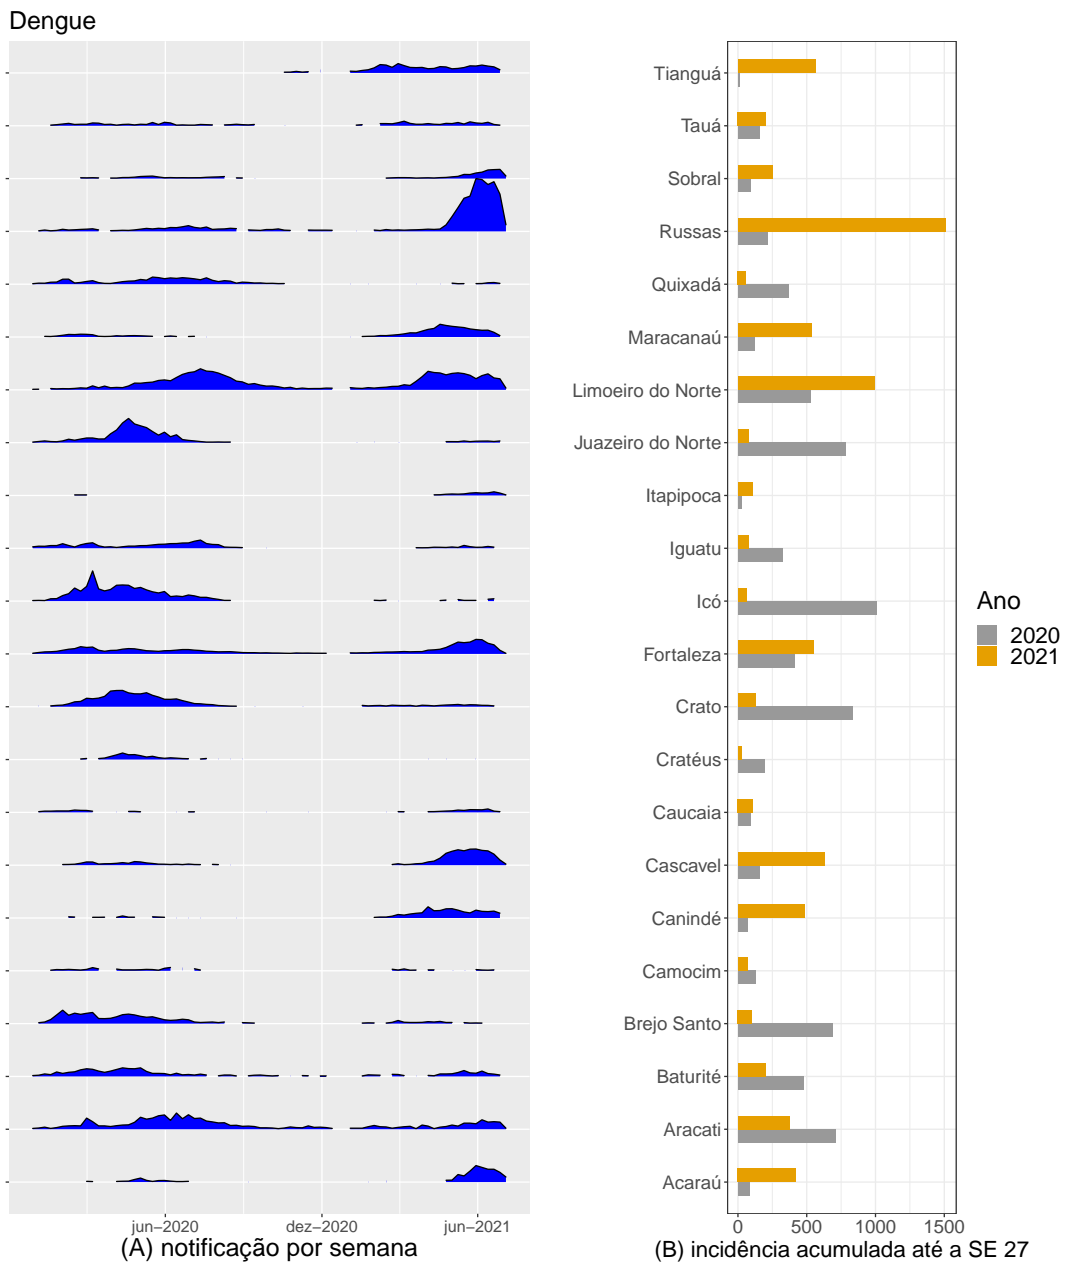 Dengue
Tianguá
Tauá
Sobral
Russas
Quixadá
Maracanaú
Limoeiro do Norte
Juazeiro do Norte
Itapipoca
Iguatu
Icó
Fortaleza
Crato
Cratéus
Caucaia
Cascavel
Canindé
Camocim
Brejo Santo
Baturité
Aracati
Acaraú
Ano
2020
2021
jun−2020 dez−2020 jun−2021
0 500 1000 1500
(A) notificação por semana
(B) incidência acumulada até a SE 27